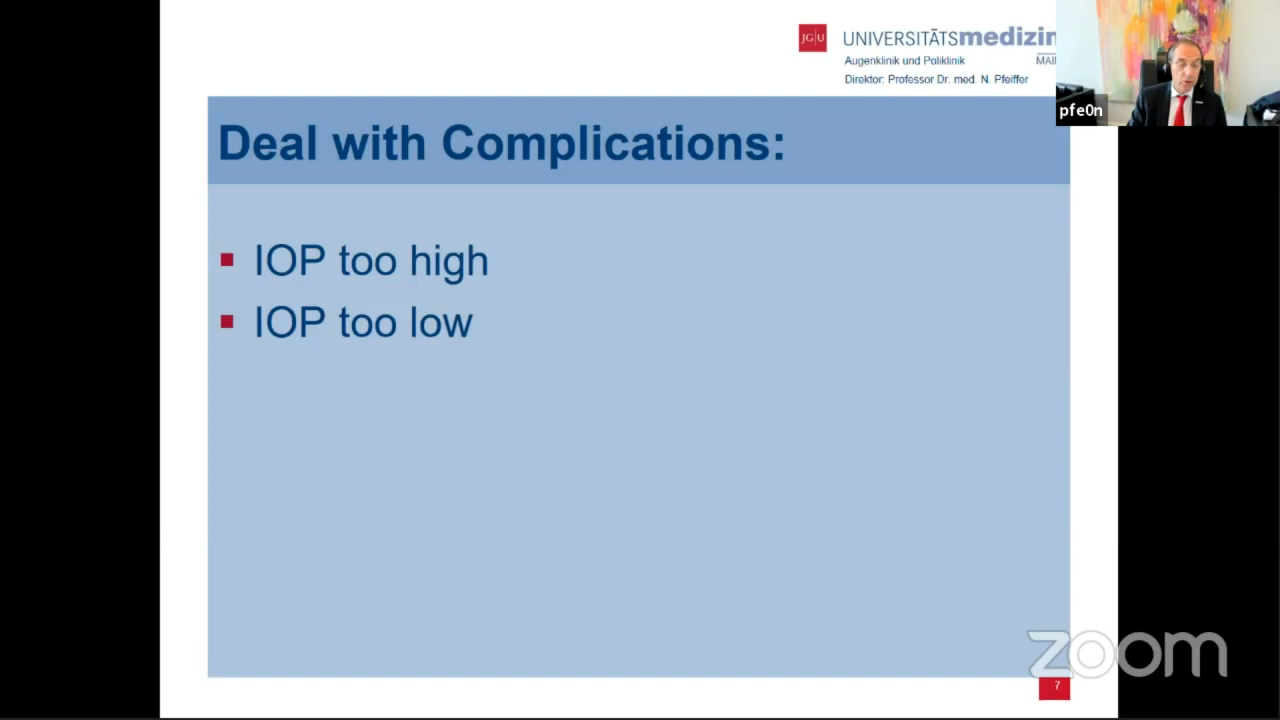 JG|U UNIVERSITÄTSmedizin
Augenklinik und Poliklinik
Direktor: Professor Dr. med. N. Pfeiffer
pfe0n
Deal with Complications:
IOP too high
IOP too low
zoom
7